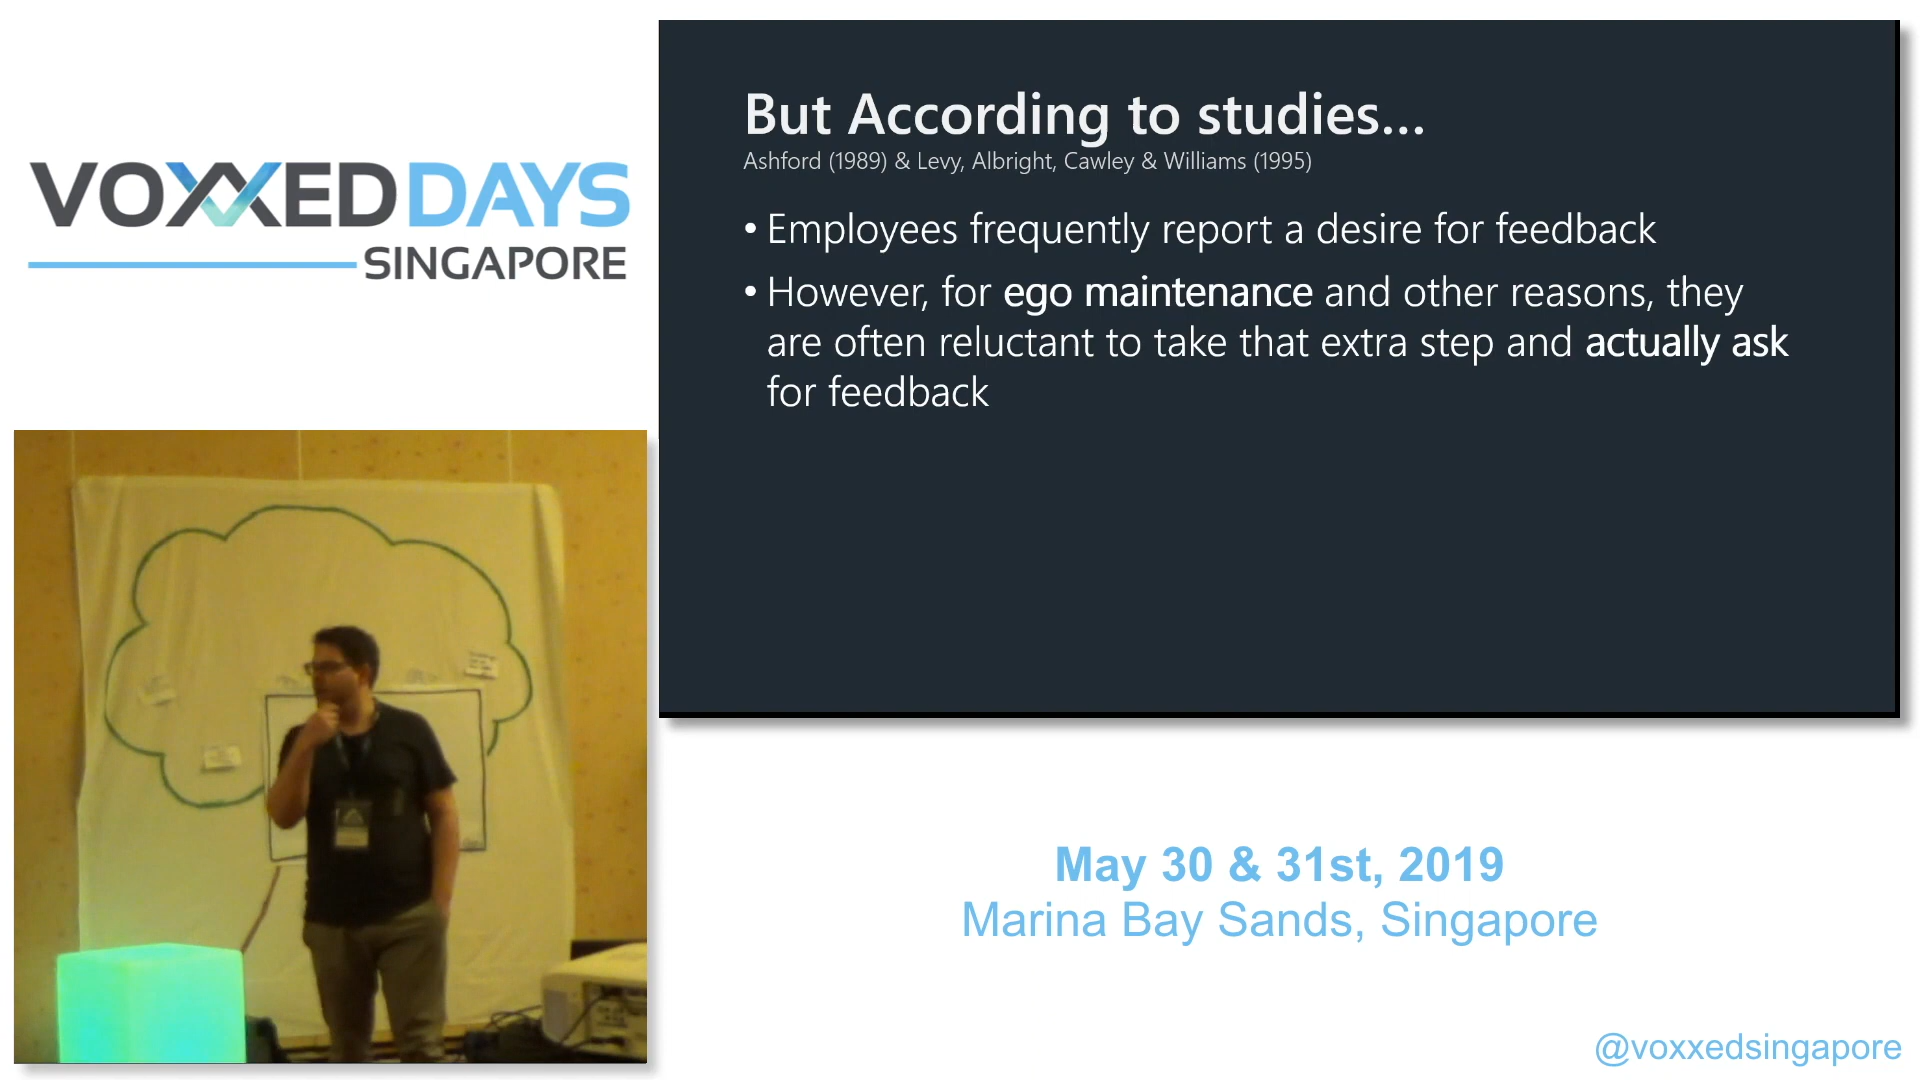 VOXXEDDAYS
SINGAPORE
But According to studies...
Ashford (1989) & Levy, Albright, Cawley & Williams (1995)
• Employees frequently report a desire for feedback
• However, for ego maintenance and other reasons, they
are often reluctant to take that extra step and actually ask
for feedback
May 30 & 31st, 2019
Marina Bay Sands, Singapore
@voxxedsingapore